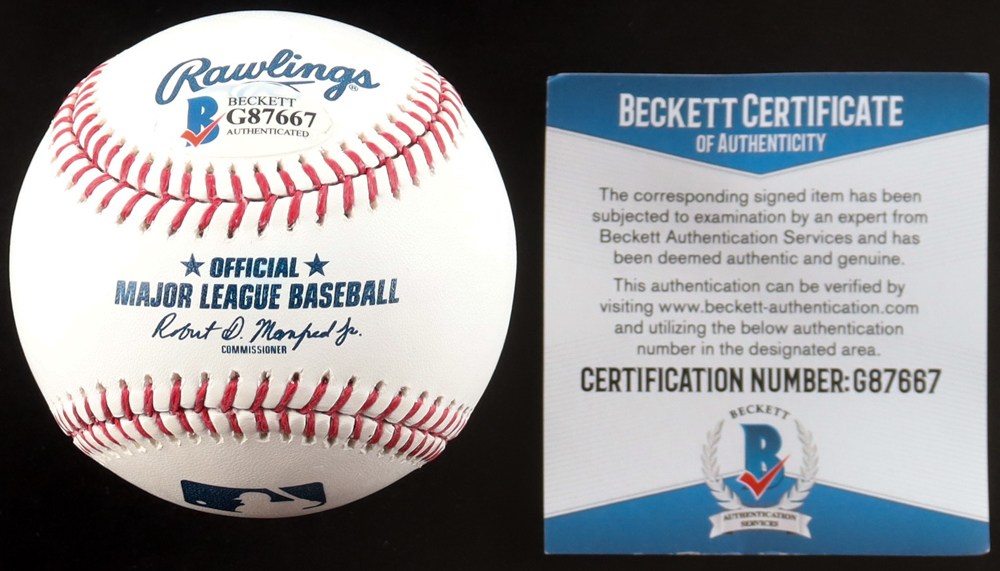 Rawlings®
B
BECKETT
G87667
AUTHENTICATED
★ OFFICIAL ★
MAJOR LEAGUE BASEBALL
Robert D. Manfred Jr.
COMMISSIONER
BECKETT CERTIFICATE
OF AUTHENTICITY
The corresponding signed item has been
subjected to examination by an expert from
Beckett Authentication Services and has
been deemed authentic and genuine.
This authentication can be verified by
visiting www.beckett-authentication.com
and utilizing the below authentication
number in the designated area.
CERTIFICATION NUMBER:G87667
BECKETT
B
AUTHENTICATION
SERVICES